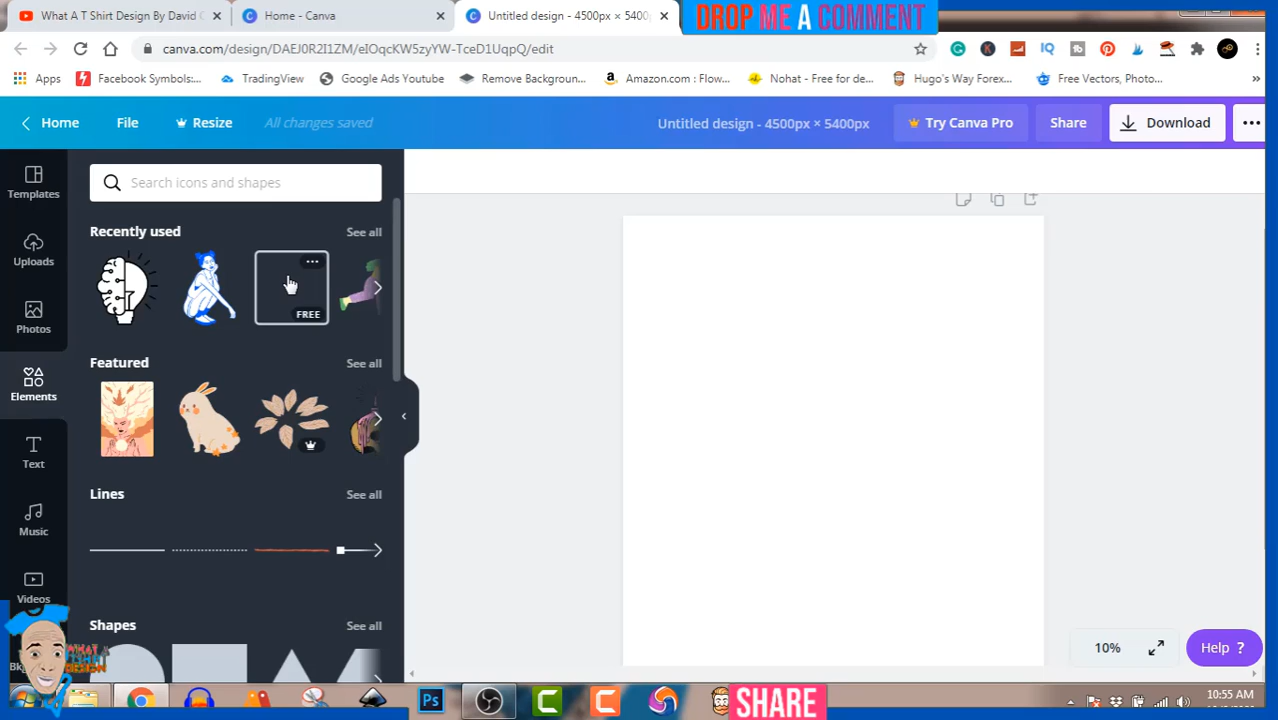 What A T Shirt Design By David C
Home - Canva
Untitled design - 4500px × 5400p
DROP ME A COMMENT
canva.com/design/DAEJ0R2I1ZM/eIOqcKW5zyYW-TceD1UqpQ/edit
Apps
Facebook Symbols:...
TradingView
Google Ads Youtube
Remove Backgroun...
Amazon.com : Flow...
Nohat - Free for de...
Hugo's Way Forex...
Free Vectors, Photo...
Home
File
Resize
All changes saved
Untitled design - 4500px × 5400px
Try Canva Pro
Share
Download
Templates
Search icons and shapes
Recently used
See all
Uploads
FREE
Photos
Featured
See all
Elements
Text
Lines
See all
Music
Videos
Shapes
See all
10%
Help ?
WHAT
DESIGN
Ps
SHARE
10:55 AM